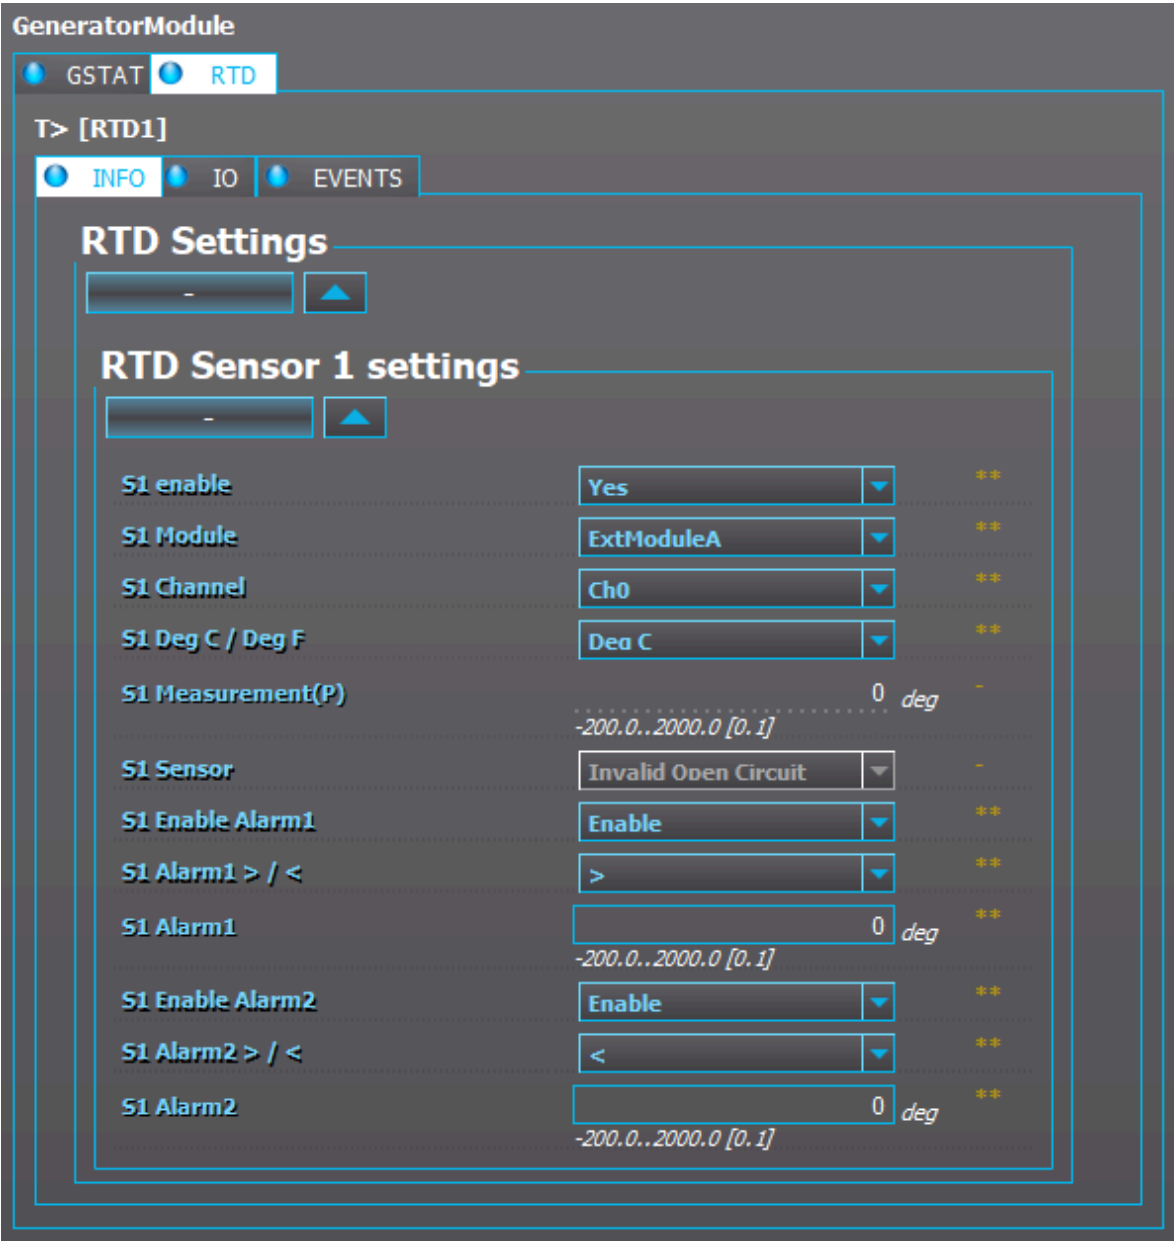 GeneratorModule
GSTAT RTD
T> [RTD1]
INFO IO EVENTS
RTD Settings
-
RTD Sensor 1 settings
-
S1 enable Yes **
S1 Module ExtModuleA **
S1 Channel Ch0 **
S1 Deg C / Deg F Deg C **
S1 Measurement(P) 0 deg -
-200.0..2000.0 [0.1]
S1 Sensor Invalid Open Circuit -
S1 Enable Alarm1 Enable **
S1 Alarm1 > / < > **
S1 Alarm1 0 deg **
-200.0..2000.0 [0.1]
S1 Enable Alarm2 Enable **
S1 Alarm2 > / < < **
S1 Alarm2 0 deg **
-200.0..2000.0 [0.1]